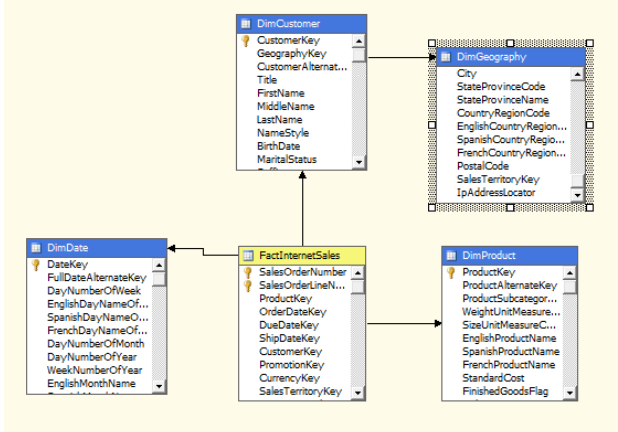 DimCustomer
CustomerKey
GeographyKey
CustomerAlternat...
Title
FirstName
MiddleName
LastName
NameStyle
BirthDate
MaritalStatus
DimGeography
City
StateProvinceCode
StateProvinceName
CountryRegionCode
EnglishCountryRegion...
SpanishCountryRegio...
FrenchCountryRegion...
PostalCode
SalesTerritoryKey
IpAddressLocator
DimDate
DateKey
FullDateAlternateKey
DayNumberOfWeek
EnglishDayNameOf...
SpanishDayNameO...
FrenchDayNameOf...
DayNumberOfMonth
DayNumberOfYear
WeekNumberOfYear
EnglishMonthName
FactInternetSales
SalesOrderNumber
SalesOrderLineN...
ProductKey
OrderDateKey
DueDateKey
ShipDateKey
CustomerKey
PromotionKey
CurrencyKey
SalesTerritoryKey
DimProduct
ProductKey
ProductAlternateKey
ProductSubcategor...
WeightUnitMeasure...
SizeUnitMeasureC...
EnglishProductName
SpanishProductName
FrenchProductName
StandardCost
FinishedGoodsFlag